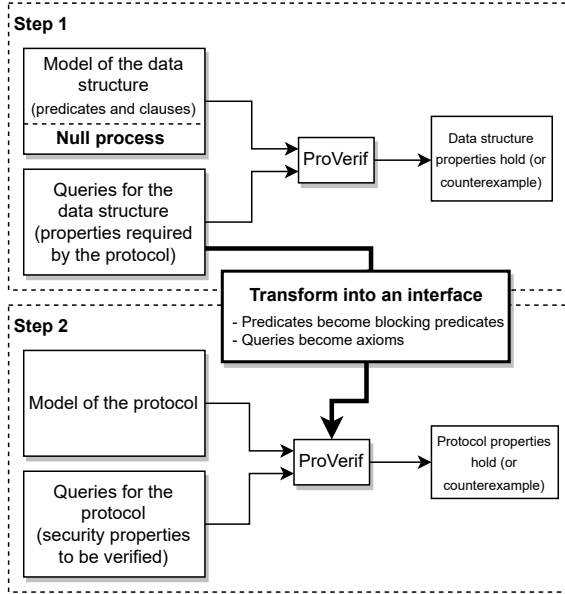 Step 1
Model of the data
structure
(predicates and clauses)
Null process
Queries for the
data structure
(properties required
by the protocol)
ProVerif
Data structure
properties hold (or
counterexample)
Transform into an interface
- Predicates become blocking predicates
- Queries become axioms
Step 2
Model of the protocol
Queries for the
protocol
(security properties
to be verified)
ProVerif
Protocol properties
hold (or
counterexample)